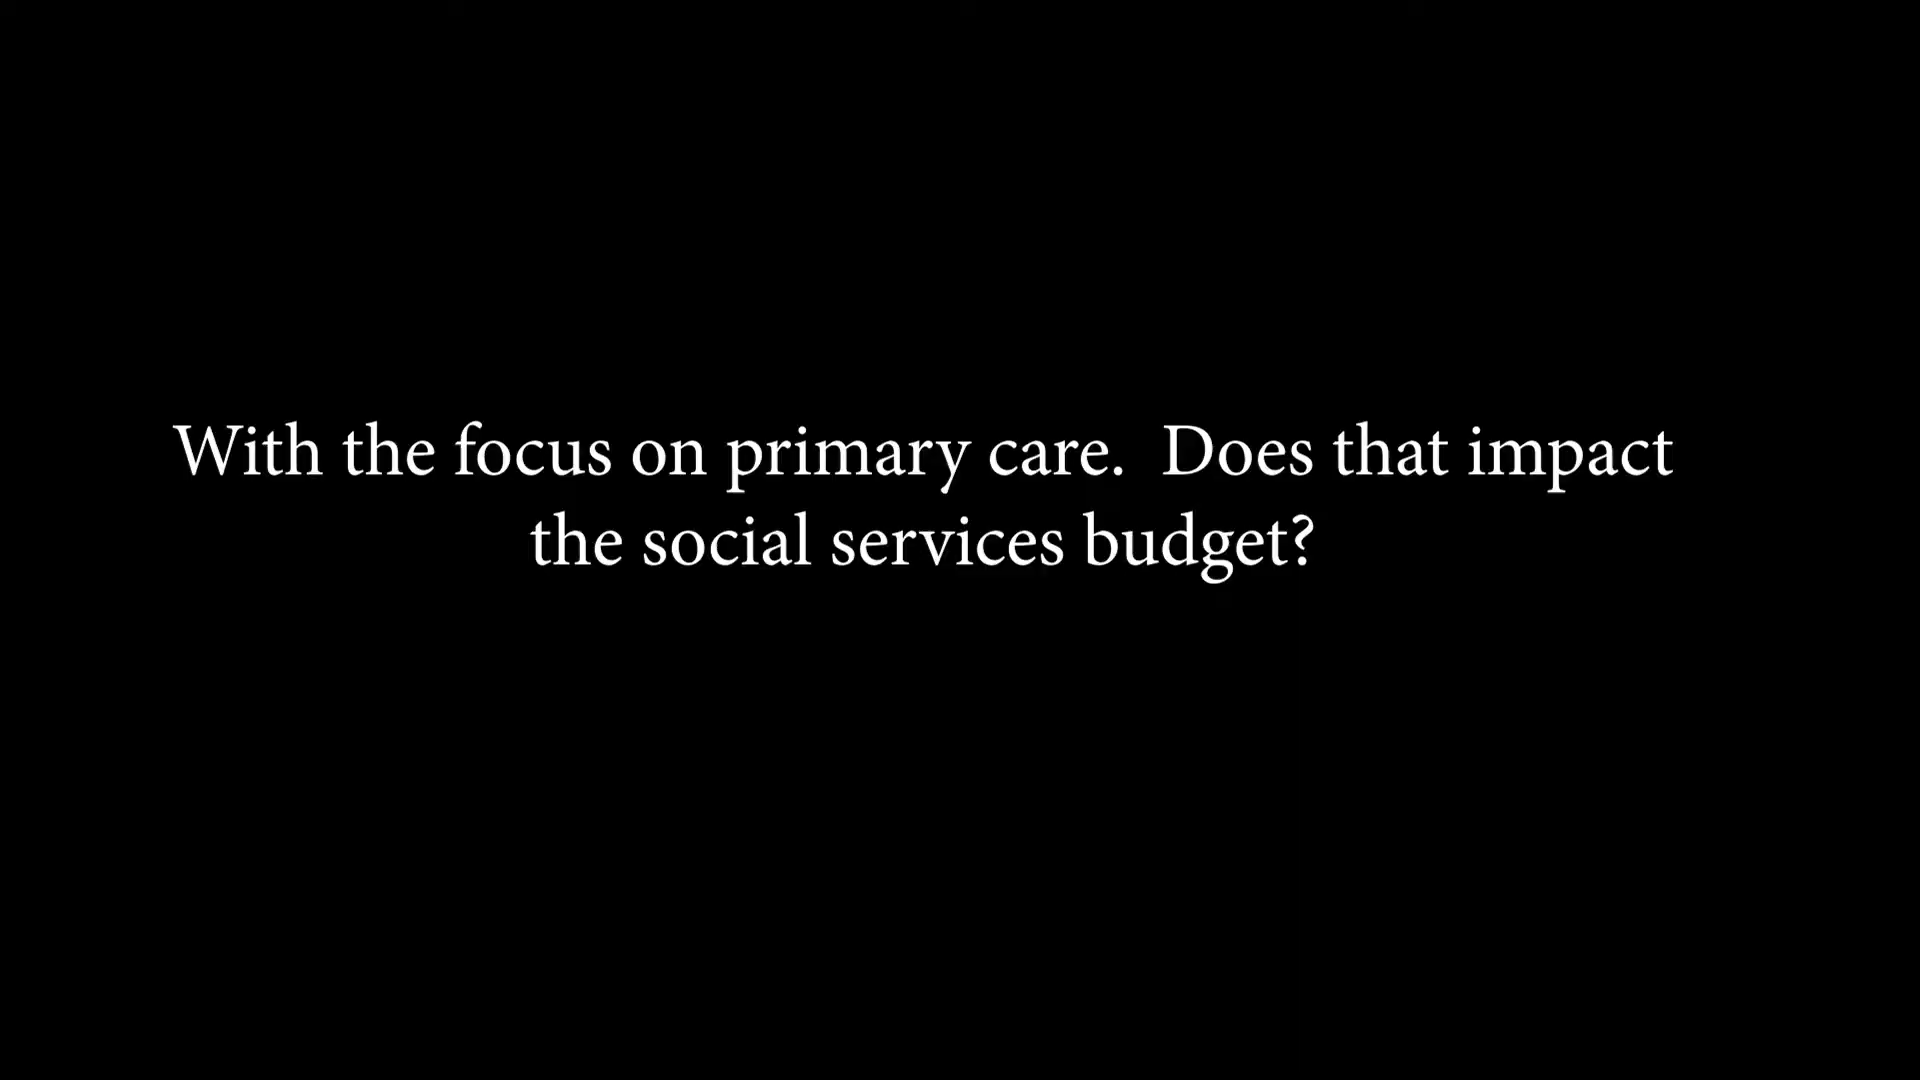 With the focus on primary care.  Does that impact
the social services budget?